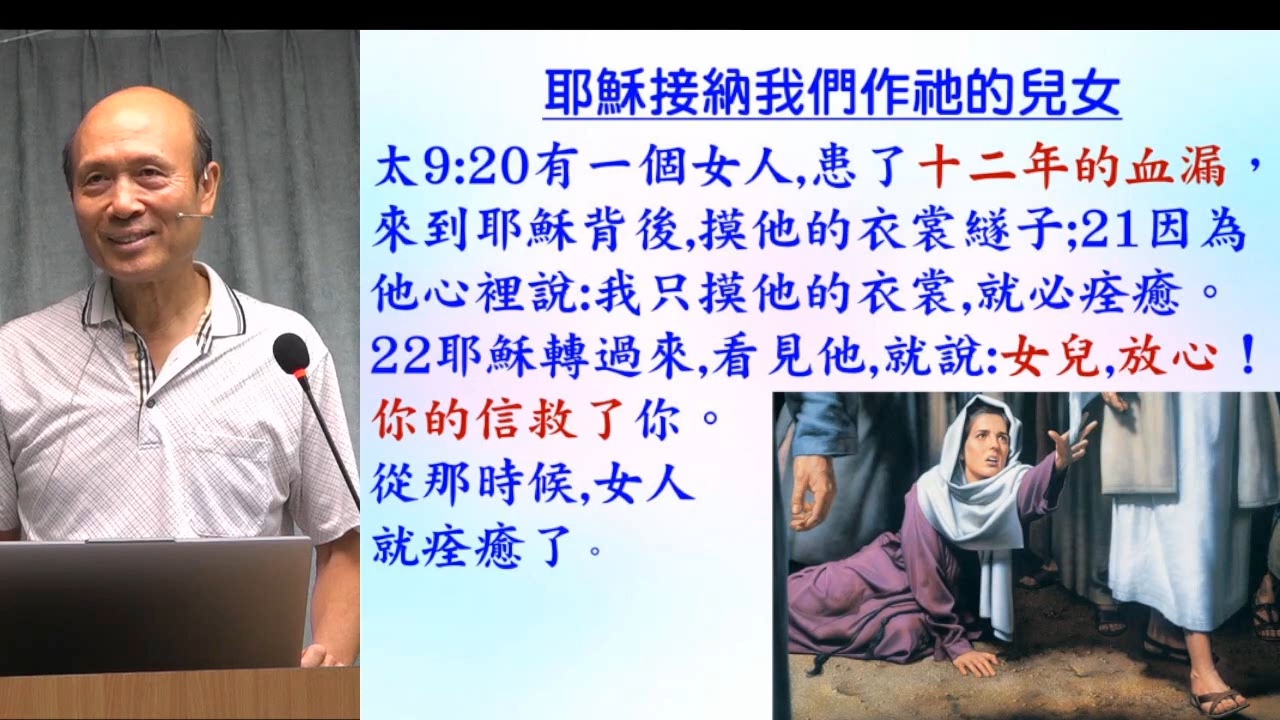 耶穌接納我們作祂的兒女
太9:20有一個女人,患了十二年的血漏，
來到耶穌背後,摸他的衣裳繸子;21因為
他心裡說:我只摸他的衣裳,就必痊癒。
22耶穌轉過來,看見他,就說:女兒,放心！
你的信救了你。
從那時候,女人
就痊癒了。